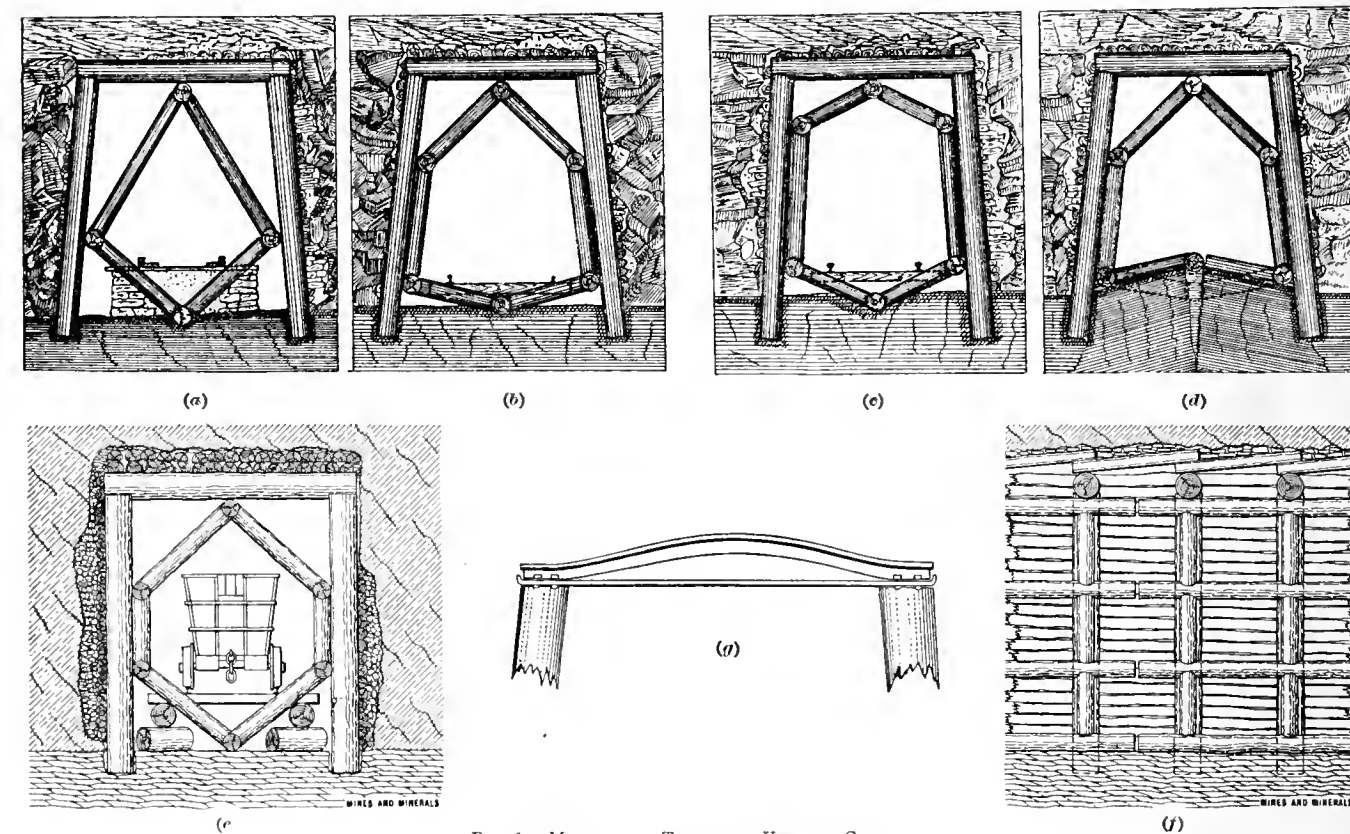 (a)
(b)
(c)
(d)
MINES AND MINERALS
(e
(g)
MINES AND MINERALS
(f)